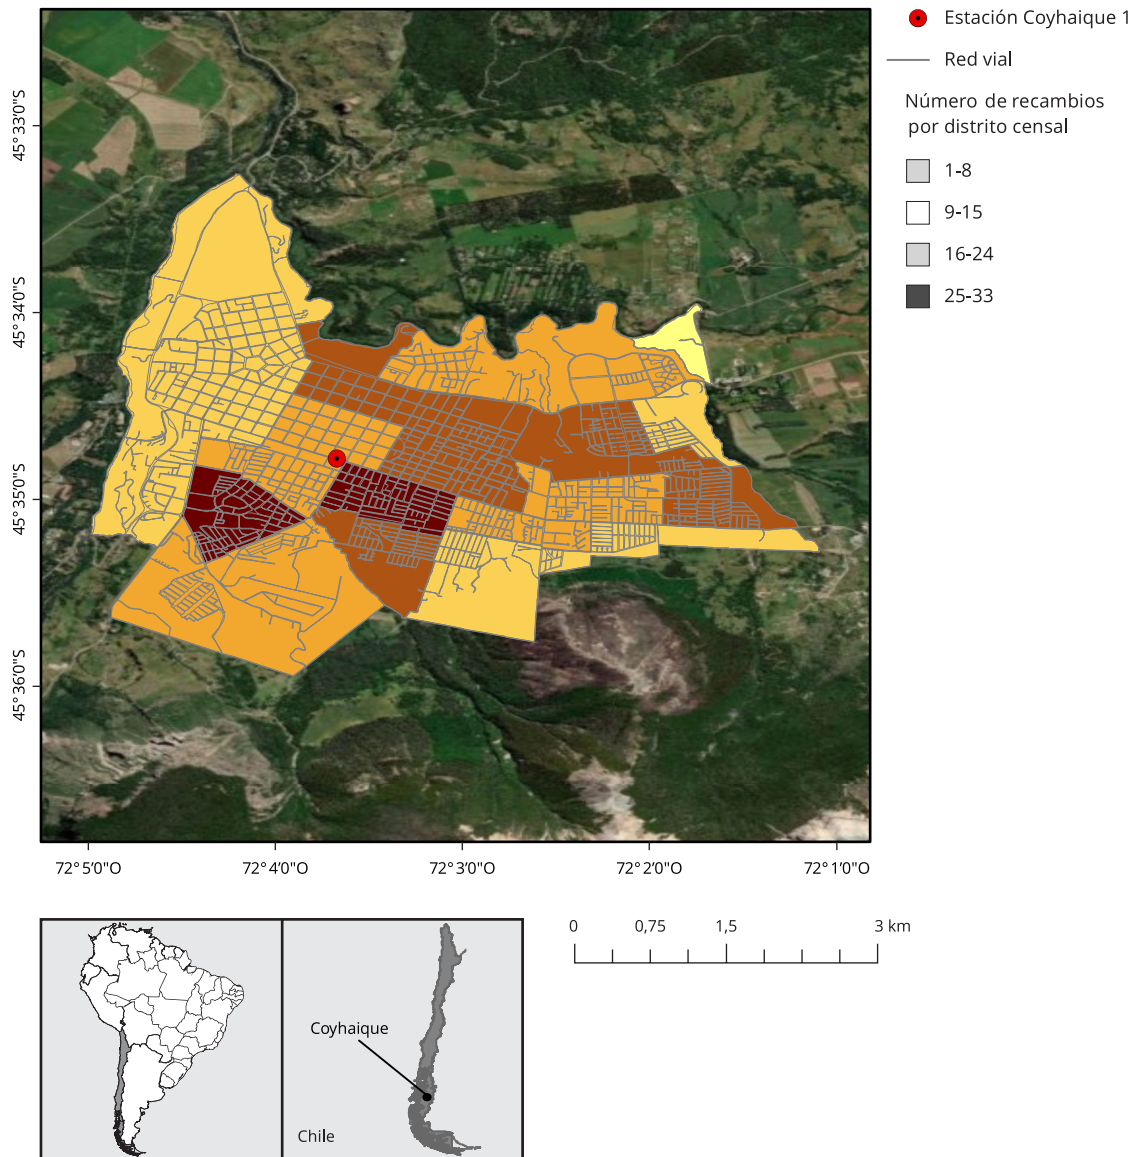 Estación Coyhaique 1
Red vial
Número de recambios
por distrito censal
1-8
9-15
16-24
25-33
45°33'0"S
45°34'0"S
45°35'0"S
45°36'0"S
72°5'0"O
72°4'0"O
72°3'0"O
72°2'0"O
72°1'0"O
0
0,75
1,5
3 km
Coyhaique
Chile